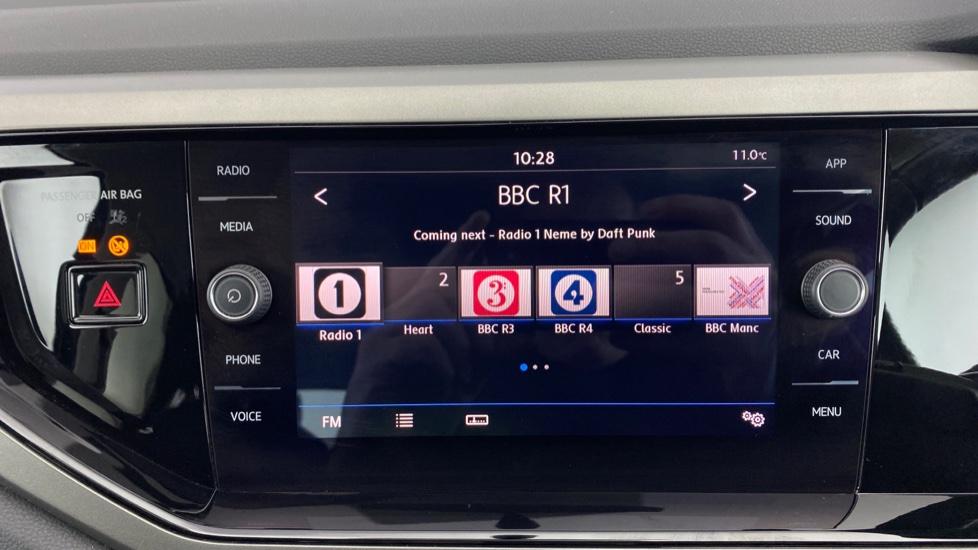 PASSENGER AIR BAG
OFF
ON
RADIO
MEDIA
PHONE
VOICE
10:28
11.0°C
< BBC R1 >
Coming next - Radio 1 Neme by Daft Punk
1 2 3 4 5
Radio 1 Heart BBC R3 BBC R4 Classic BBC Manc
FM
APP
SOUND
CAR
MENU